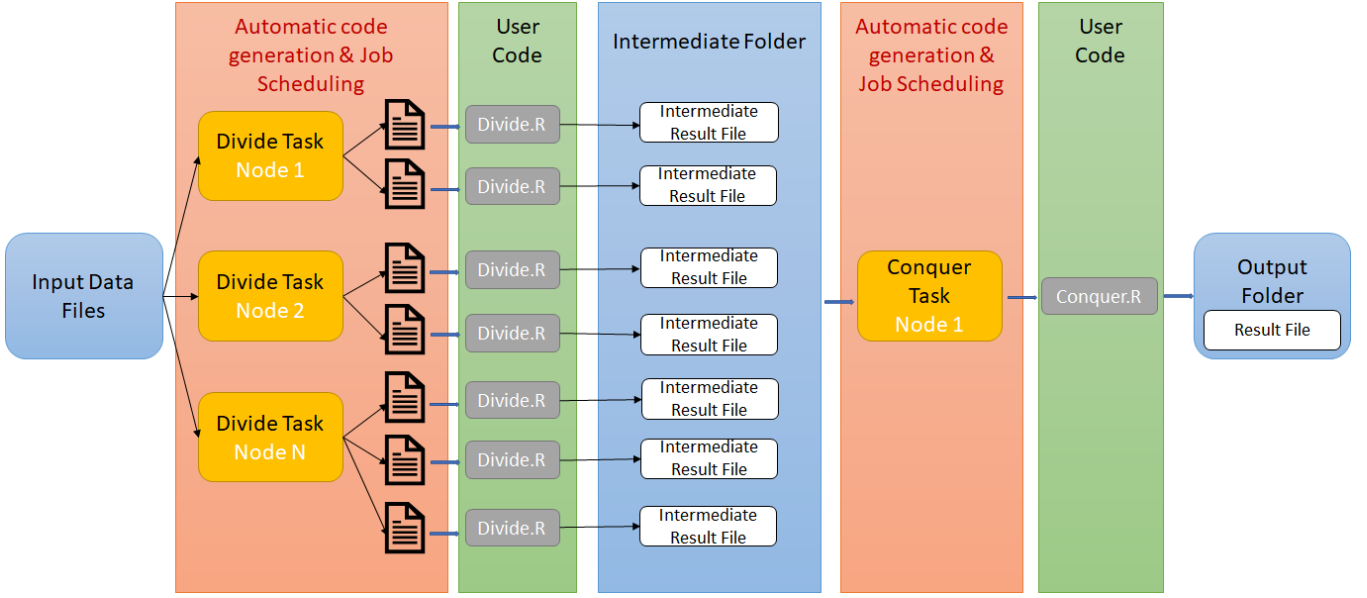 Automatic code
generation & Job
Scheduling
User
Code
Intermediate Folder
Automatic code
generation &
Job Scheduling
User
Code
Input Data
Files
Divide Task
Node 1
Divide Task
Node 2
Divide Task
Node N
Divide.R
Intermediate
Result File
Divide.R
Intermediate
Result File
Divide.R
Intermediate
Result File
Divide.R
Intermediate
Result File
Divide.R
Intermediate
Result File
Divide.R
Intermediate
Result File
Divide.R
Intermediate
Result File
Conquer
Task
Node 1
Conquer.R
Output
Folder
Result File